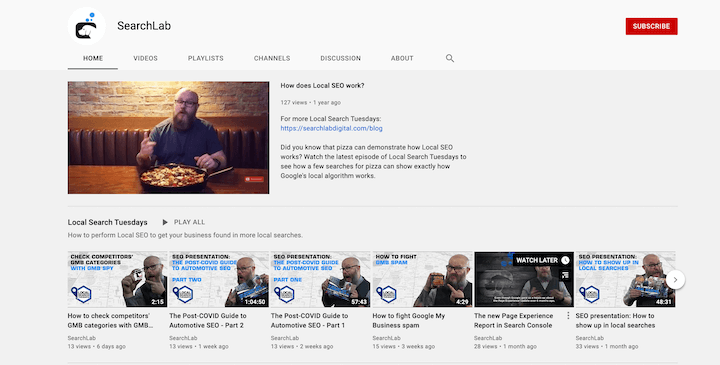 SearchLab
SUBSCRIBE
HOME VIDEOS PLAYLISTS CHANNELS DISCUSSION ABOUT
How does Local SEO work?
127 views • 1 year ago
For more Local Search Tuesdays:
https://searchlabdigital.com/blog
Did you know that pizza can demonstrate how Local SEO
works? Watch the latest episode of Local Search Tuesdays to
see how a few searches for pizza can show exactly how
Google's local algorithm works.
Local Search Tuesdays PLAY ALL
How to perform Local SEO to get your business found in more local searches.
CHECK COMPETITORS'
GMB CATEGORIES
WITH GMB SPY
2:15
How to check competitors'
GMB categories with GMB...
SearchLab
13 views • 6 days ago
SEO PRESENTATION:
THE POST-COVID GUIDE
TO AUTOMOTIVE SEO
PART TWO
1:04:50
The Post-COVID Guide to
Automotive SEO - Part 2
SearchLab
13 views • 1 week ago
SEO PRESENTATION:
THE POST-COVID GUIDE
TO AUTOMOTIVE SEO
PART ONE
57:43
The Post-COVID Guide to
Automotive SEO - Part 1
SearchLab
13 views • 2 weeks ago
HOW TO FIGHT
GMB SPAM
4:29
How to fight Google My
Business spam
SearchLab
15 views • 3 weeks ago
WATCH LATER
The new Page Experience
Report in Search Console
SearchLab
28 views • 1 month ago
SEO PRESENTATION:
HOW TO SHOW UP
IN LOCAL SEARCHES
48:31
SEO presentation: How to
show up in local searches
SearchLab
33 views • 1 month ago